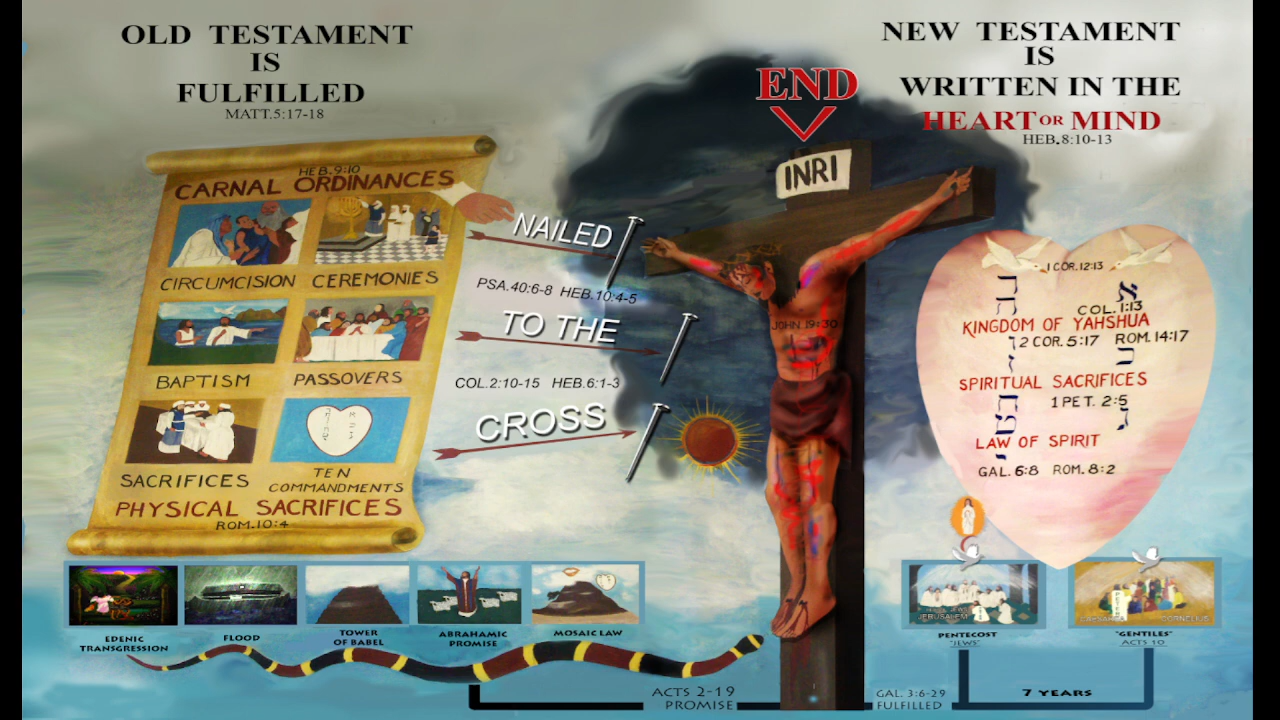 OLD TESTAMENT
IS
FULFILLED
MATT.5:17-18
NEW TESTAMENT
IS
WRITTEN IN THE
HEART OR MIND
HEB.8:10-13
END
INRI
HEB.9:10
CARNAL ORDINANCES
CIRCUMCISION CEREMONIES
BAPTISM PASSOVERS
SACRIFICES
TEN
COMMANDMENTS
PHYSICAL SACRIFICES
ROM.10:4
NAILED
PSA.40:6-8 HEB.10:4-5
TO THE
COL.2:10-15 HEB.6:1-3
CROSS
JOHN 19:30
1 COR.12:13
COL.1:13
KINGDOM OF YAHSHUA
2 COR.5:17 ROM.14:17
SPIRITUAL SACRIFICES
1 PET. 2:5
LAW OF SPIRIT
GAL. 6:8 ROM. 8:2
EDENIC
TRANSGRESSION
FLOOD
TOWER
OF BABEL
ABRAHAMIC
PROMISE
MOSAIC LAW
JERUSALEM
CORNELIUS
PENTECOST
"JEWS"
"GENTILES"
ACTS 10
ACTS 2-19
PROMISE
GAL. 3:6-29
FULFILLED
7 YEARS